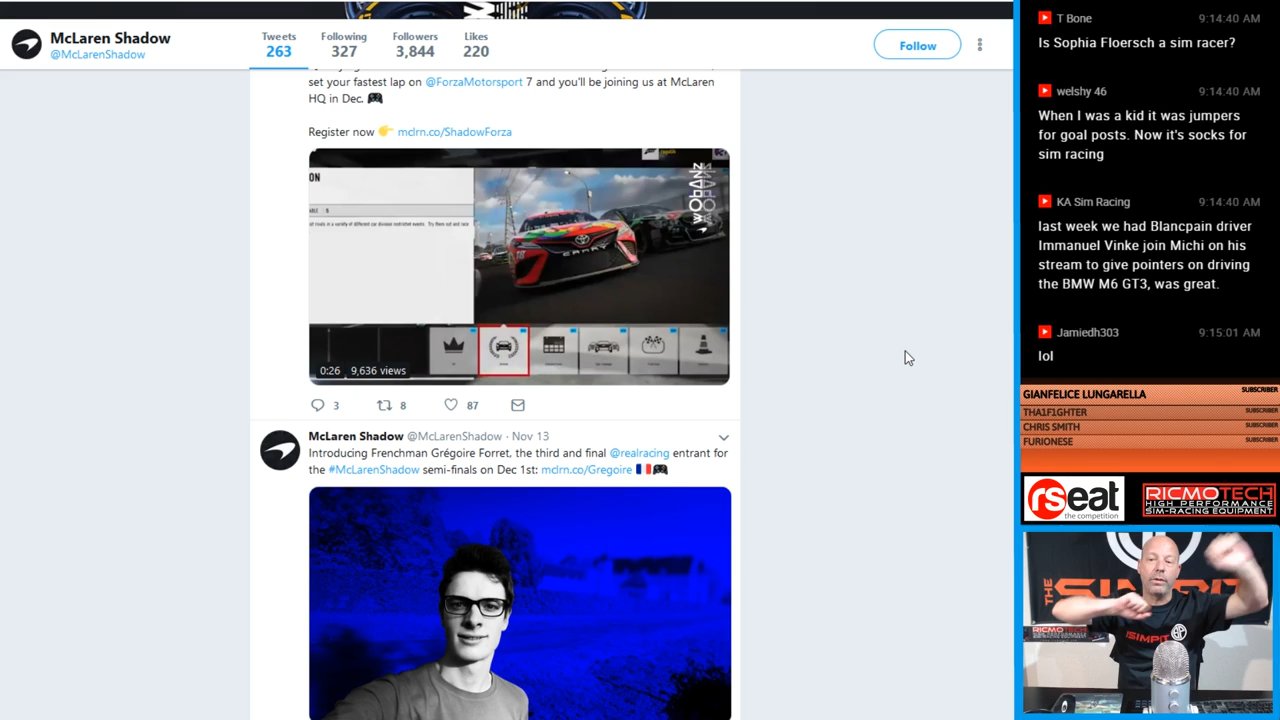 McLaren Shadow
@McLarenShadow
Tweets
263
Following
327
Followers
3,844
Likes
220
Follow
set your fastest lap on @ForzaMotorsport 7 and you'll be joining us at McLaren
HQ in Dec.
Register now mclrn.co/ShadowForza
ON
SHADOW
0:26 9,636 views
3
8
87
McLaren Shadow @McLarenShadow · Nov 13
Introducing Frenchman Grégoire Forret, the third and final @realracing entrant for
the #McLarenShadow semi-finals on Dec 1st: mclrn.co/Gregoire
T Bone 9:14:40 AM
Is Sophia Floersch a sim racer?
welshy 46 9:14:40 AM
When I was a kid it was jumpers
for goal posts. Now it's socks for
sim racing
KA Sim Racing 9:14:40 AM
last week we had Blancpain driver
Immanuel Vinke join Michi on his
stream to give pointers on driving
the BMW M6 GT3, was great.
Jamiedh303 9:15:01 AM
lol
GIANFELICE LUNGARELLA SUBSCRIBER
THA1F1GHTER SUBSCRIBER
CHRIS SMITH SUBSCRIBER
FURIONESE SUBSCRIBER
rseat
the competition
RICMOTECH
HIGH PERFORMANCE
SIM-RACING EQUIPMENT
THE SIMPIT
RICMOTECH
SIMPIT